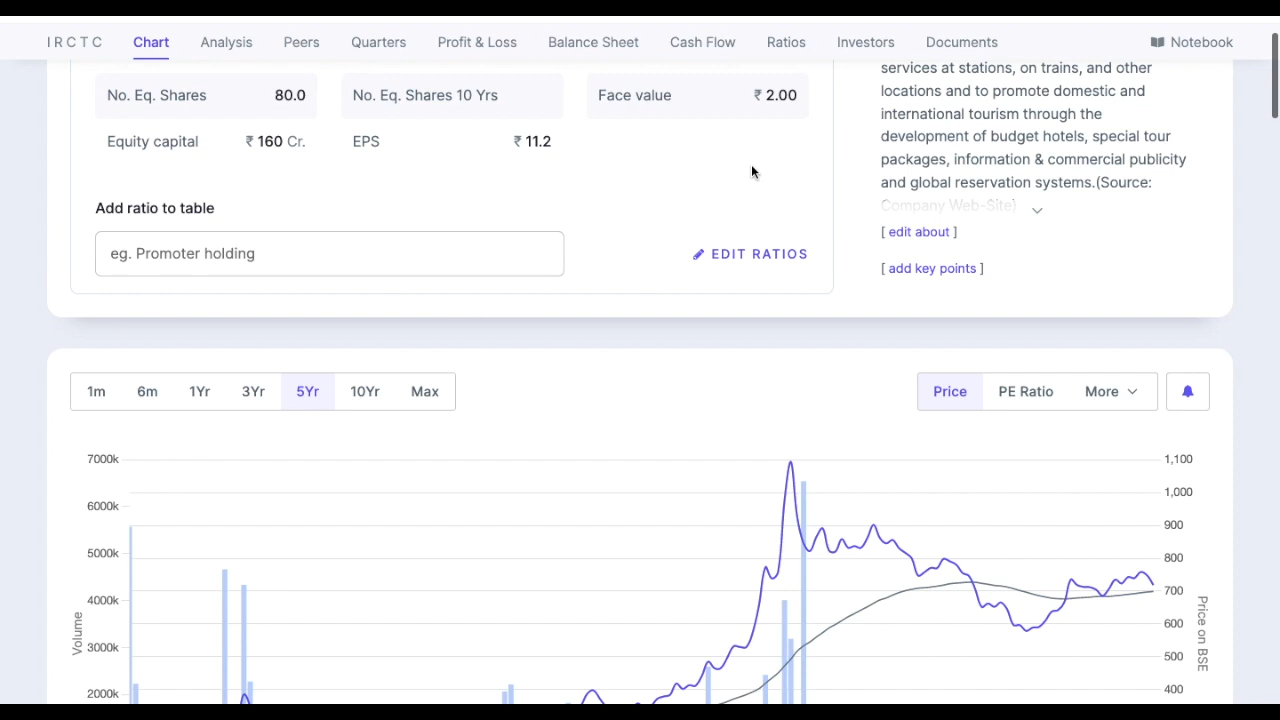 IRCTC Chart Analysis Peers Quarters Profit & Loss Balance Sheet Cash Flow Ratios Investors Documents Notebook
No. Eq. Shares 80.0 No. Eq. Shares 10 Yrs Face value ₹ 2.00
Equity capital ₹ 160 Cr. EPS ₹ 11.2
Add ratio to table
eg. Promoter holding EDIT RATIOS
services at stations, on trains, and other
locations and to promote domestic and
international tourism through the
development of budget hotels, special tour
packages, information & commercial publicity
and global reservation systems.(Source:
Company Web-Site)
[ edit about ]
[ add key points ]
1m 6m 1Yr 3Yr 5Yr 10Yr Max Price PE Ratio More
7000k 1,100
6000k 1,000
900
5000k 800
4000k 700
600
3000k 500
2000k 400
Volume
Price on BSE